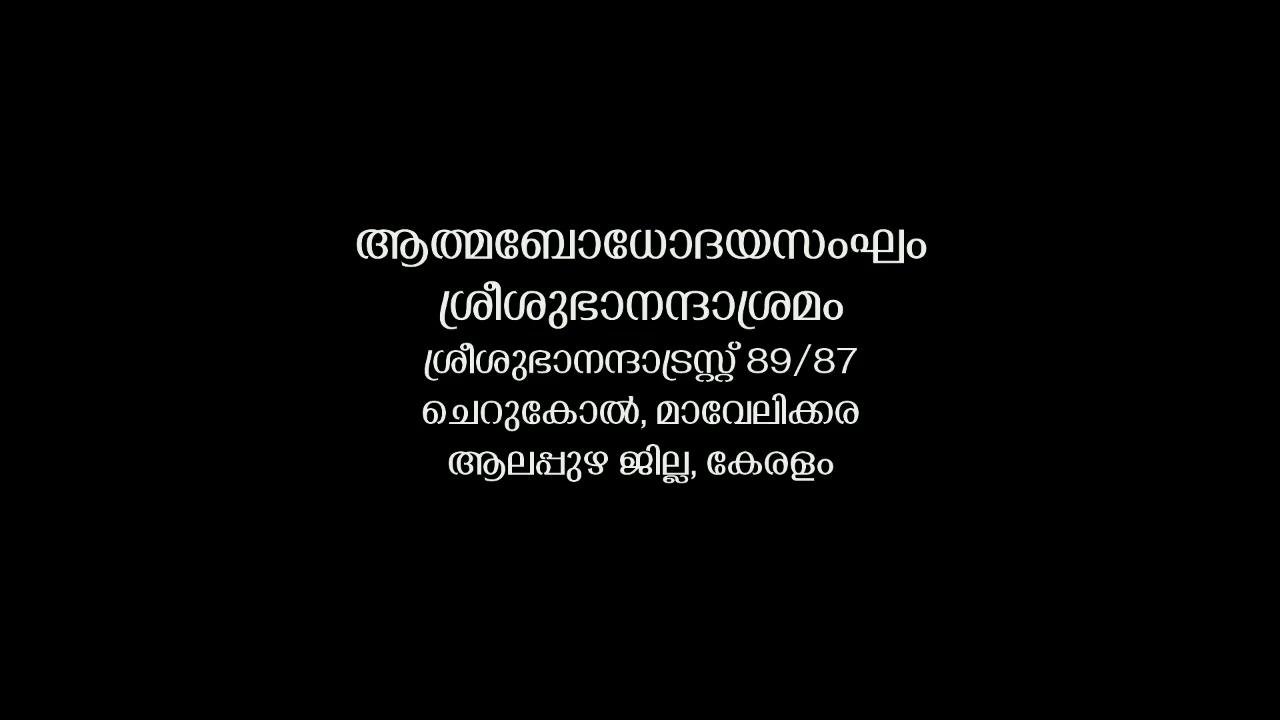 ആത്മബോധോദയസംഘം
ശ്രീശുഭാനന്ദാശ്രമം
ശ്രീശുഭാനന്ദാട്രസ്റ്റ് 89/87
ചെറുകോൽ, മാവേലിക്കര
ആലപ്പുഴ ജില്ല, കേരളം